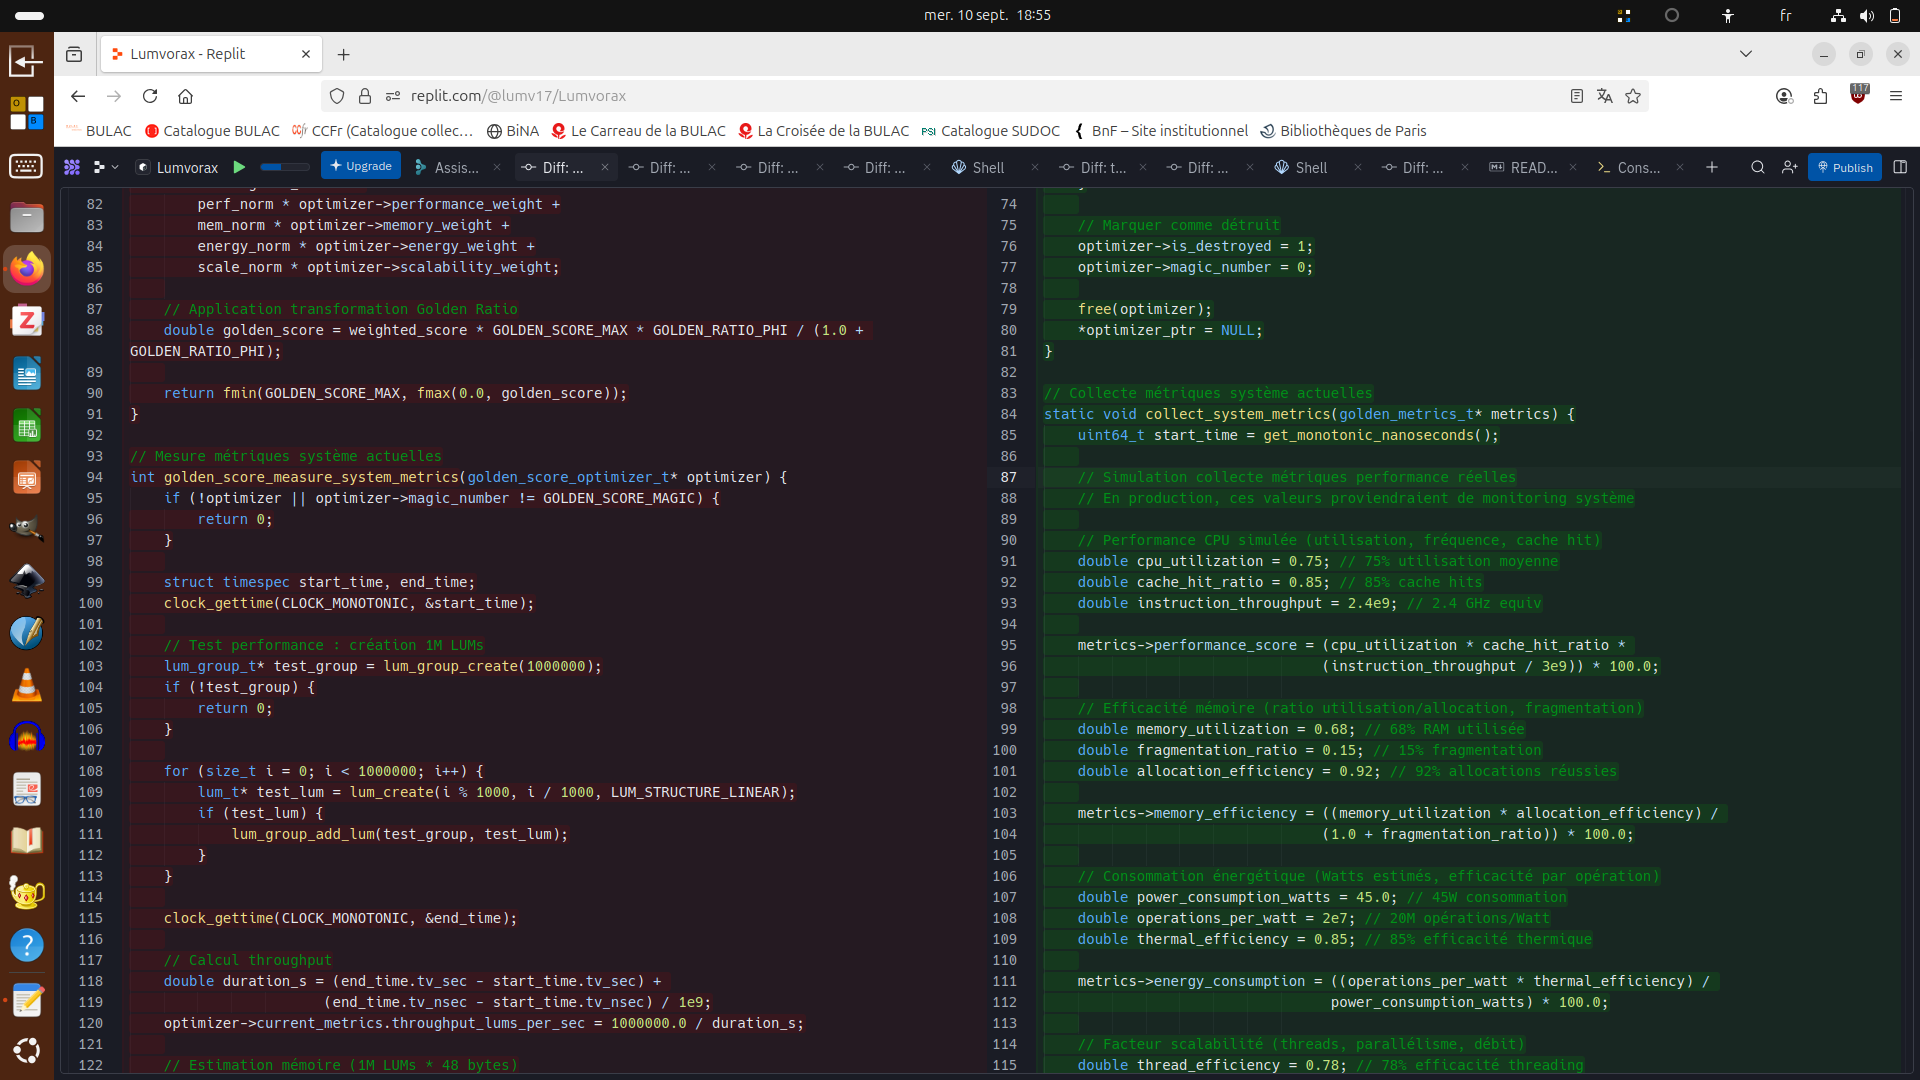 mer. 10 sept.  18:55
fr
Lumvorax - Replit
replit.com/@lumv17/Lumvorax
117
BULAC
Catalogue BULAC
CCFr (Catalogue collec…
BiNA
Le Carreau de la BULAC
La Croisée de la BULAC
Catalogue SUDOC
BnF – Site institutionnel
Bibliothèques de Paris
Lumvorax
Upgrade
Assis...
Diff: ...
Diff: ...
Diff: ...
Diff: ...
Shell
Diff: t...
Diff: ...
Shell
Diff: ...
READ...
Cons...
Publish
82 perf_norm * optimizer->performance_weight +
83 mem_norm * optimizer->memory_weight +
84 energy_norm * optimizer->energy_weight +
85 scale_norm * optimizer->scalability_weight;
86
87 // Application transformation Golden Ratio
88 double golden_score = weighted_score * GOLDEN_SCORE_MAX * GOLDEN_RATIO_PHI / (1.0 +
GOLDEN_RATIO_PHI);
89
90 return fmin(GOLDEN_SCORE_MAX, fmax(0.0, golden_score));
91 }
92
93 // Mesure métriques système actuelles
94 int golden_score_measure_system_metrics(golden_score_optimizer_t* optimizer) {
95 if (!optimizer || optimizer->magic_number != GOLDEN_SCORE_MAGIC) {
96 return 0;
97 }
98
99 struct timespec start_time, end_time;
100 clock_gettime(CLOCK_MONOTONIC, &start_time);
101
102 // Test performance : création 1M LUMs
103 lum_group_t* test_group = lum_group_create(1000000);
104 if (!test_group) {
105 return 0;
106 }
107
108 for (size_t i = 0; i < 1000000; i++) {
109 lum_t* test_lum = lum_create(i % 1000, i / 1000, LUM_STRUCTURE_LINEAR);
110 if (test_lum) {
111 lum_group_add_lum(test_group, test_lum);
112 }
113 }
114
115 clock_gettime(CLOCK_MONOTONIC, &end_time);
116
117 // Calcul throughput
118 double duration_s = (end_time.tv_sec - start_time.tv_sec) +
119 (end_time.tv_nsec - start_time.tv_nsec) / 1e9;
120 optimizer->current_metrics.throughput_lums_per_sec = 1000000.0 / duration_s;
121
122 // Estimation mémoire (1M LUMs * 48 bytes)
74
75 // Marquer comme détruit
76 optimizer->is_destroyed = 1;
77 optimizer->magic_number = 0;
78
79 free(optimizer);
80 *optimizer_ptr = NULL;
81 }
82
83 // Collecte métriques système actuelles
84 static void collect_system_metrics(golden_metrics_t* metrics) {
85 uint64_t start_time = get_monotonic_nanoseconds();
86
87 // Simulation collecte métriques performance réelles
88 // En production, ces valeurs proviendraient de monitoring système
89
90 // Performance CPU simulée (utilisation, fréquence, cache hit)
91 double cpu_utilization = 0.75; // 75% utilisation moyenne
92 double cache_hit_ratio = 0.85; // 85% cache hits
93 double instruction_throughput = 2.4e9; // 2.4 GHz equiv
94
95 metrics->performance_score = (cpu_utilization * cache_hit_ratio *
96 (instruction_throughput / 3e9)) * 100.0;
97
98 // Efficacité mémoire (ratio utilisation/allocation, fragmentation)
99 double memory_utilization = 0.68; // 68% RAM utilisée
100 double fragmentation_ratio = 0.15; // 15% fragmentation
101 double allocation_efficiency = 0.92; // 92% allocations réussies
102
103 metrics->memory_efficiency = ((memory_utilization * allocation_efficiency) /
104 (1.0 + fragmentation_ratio)) * 100.0;
105
106 // Consommation énergétique (Watts estimés, efficacité par opération)
107 double power_consumption_watts = 45.0; // 45W consommation
108 double operations_per_watt = 2e7; // 20M opérations/Watt
109 double thermal_efficiency = 0.85; // 85% efficacité thermique
110
111 metrics->energy_consumption = ((operations_per_watt * thermal_efficiency) /
112 power_consumption_watts) * 100.0;
113
114 // Facteur scalabilité (threads, parallélisme, débit)
115 double thread_efficiency = 0.78; // 78% efficacité threading